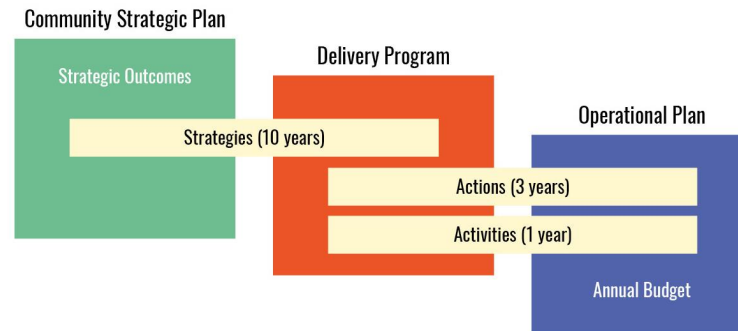 Community Strategic Plan
Strategic Outcomes
Delivery Program
Strategies (10 years)
Operational Plan
Actions (3 years)
Activities (1 year)
Annual Budget